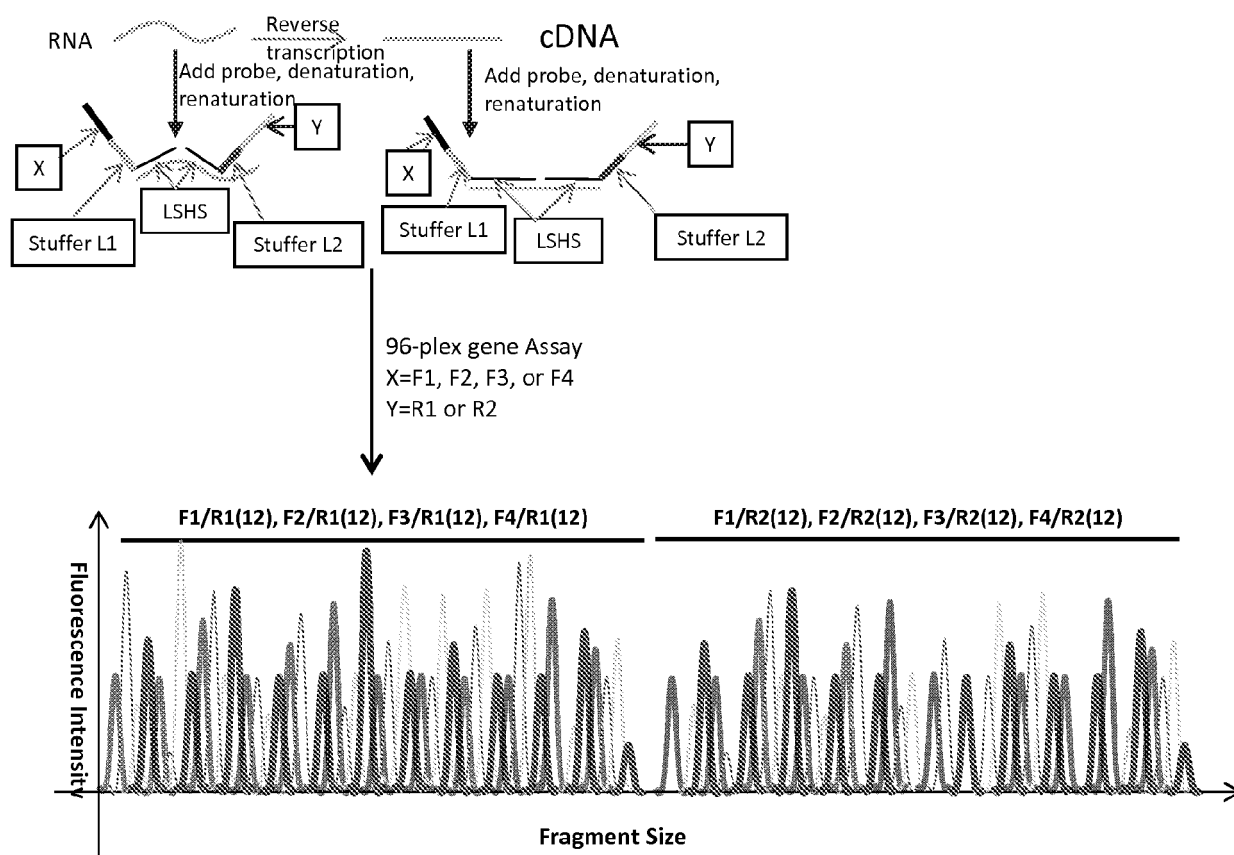 RNA
Reverse
transcription
cDNA
Add probe, denaturation,
renaturation
Add probe, denaturation,
renaturation
X
Y
LSHS
Stuffer L1
Stuffer L2
X
Y
Stuffer L1
LSHS
Stuffer L2
96-plex gene Assay
X=F1, F2, F3, or F4
Y=R1 or R2
F1/R1(12), F2/R1(12), F3/R1(12), F4/R1(12)
F1/R2(12), F2/R2(12), F3/R2(12), F4/R2(12)
Fluorescence Intensity
Fragment Size